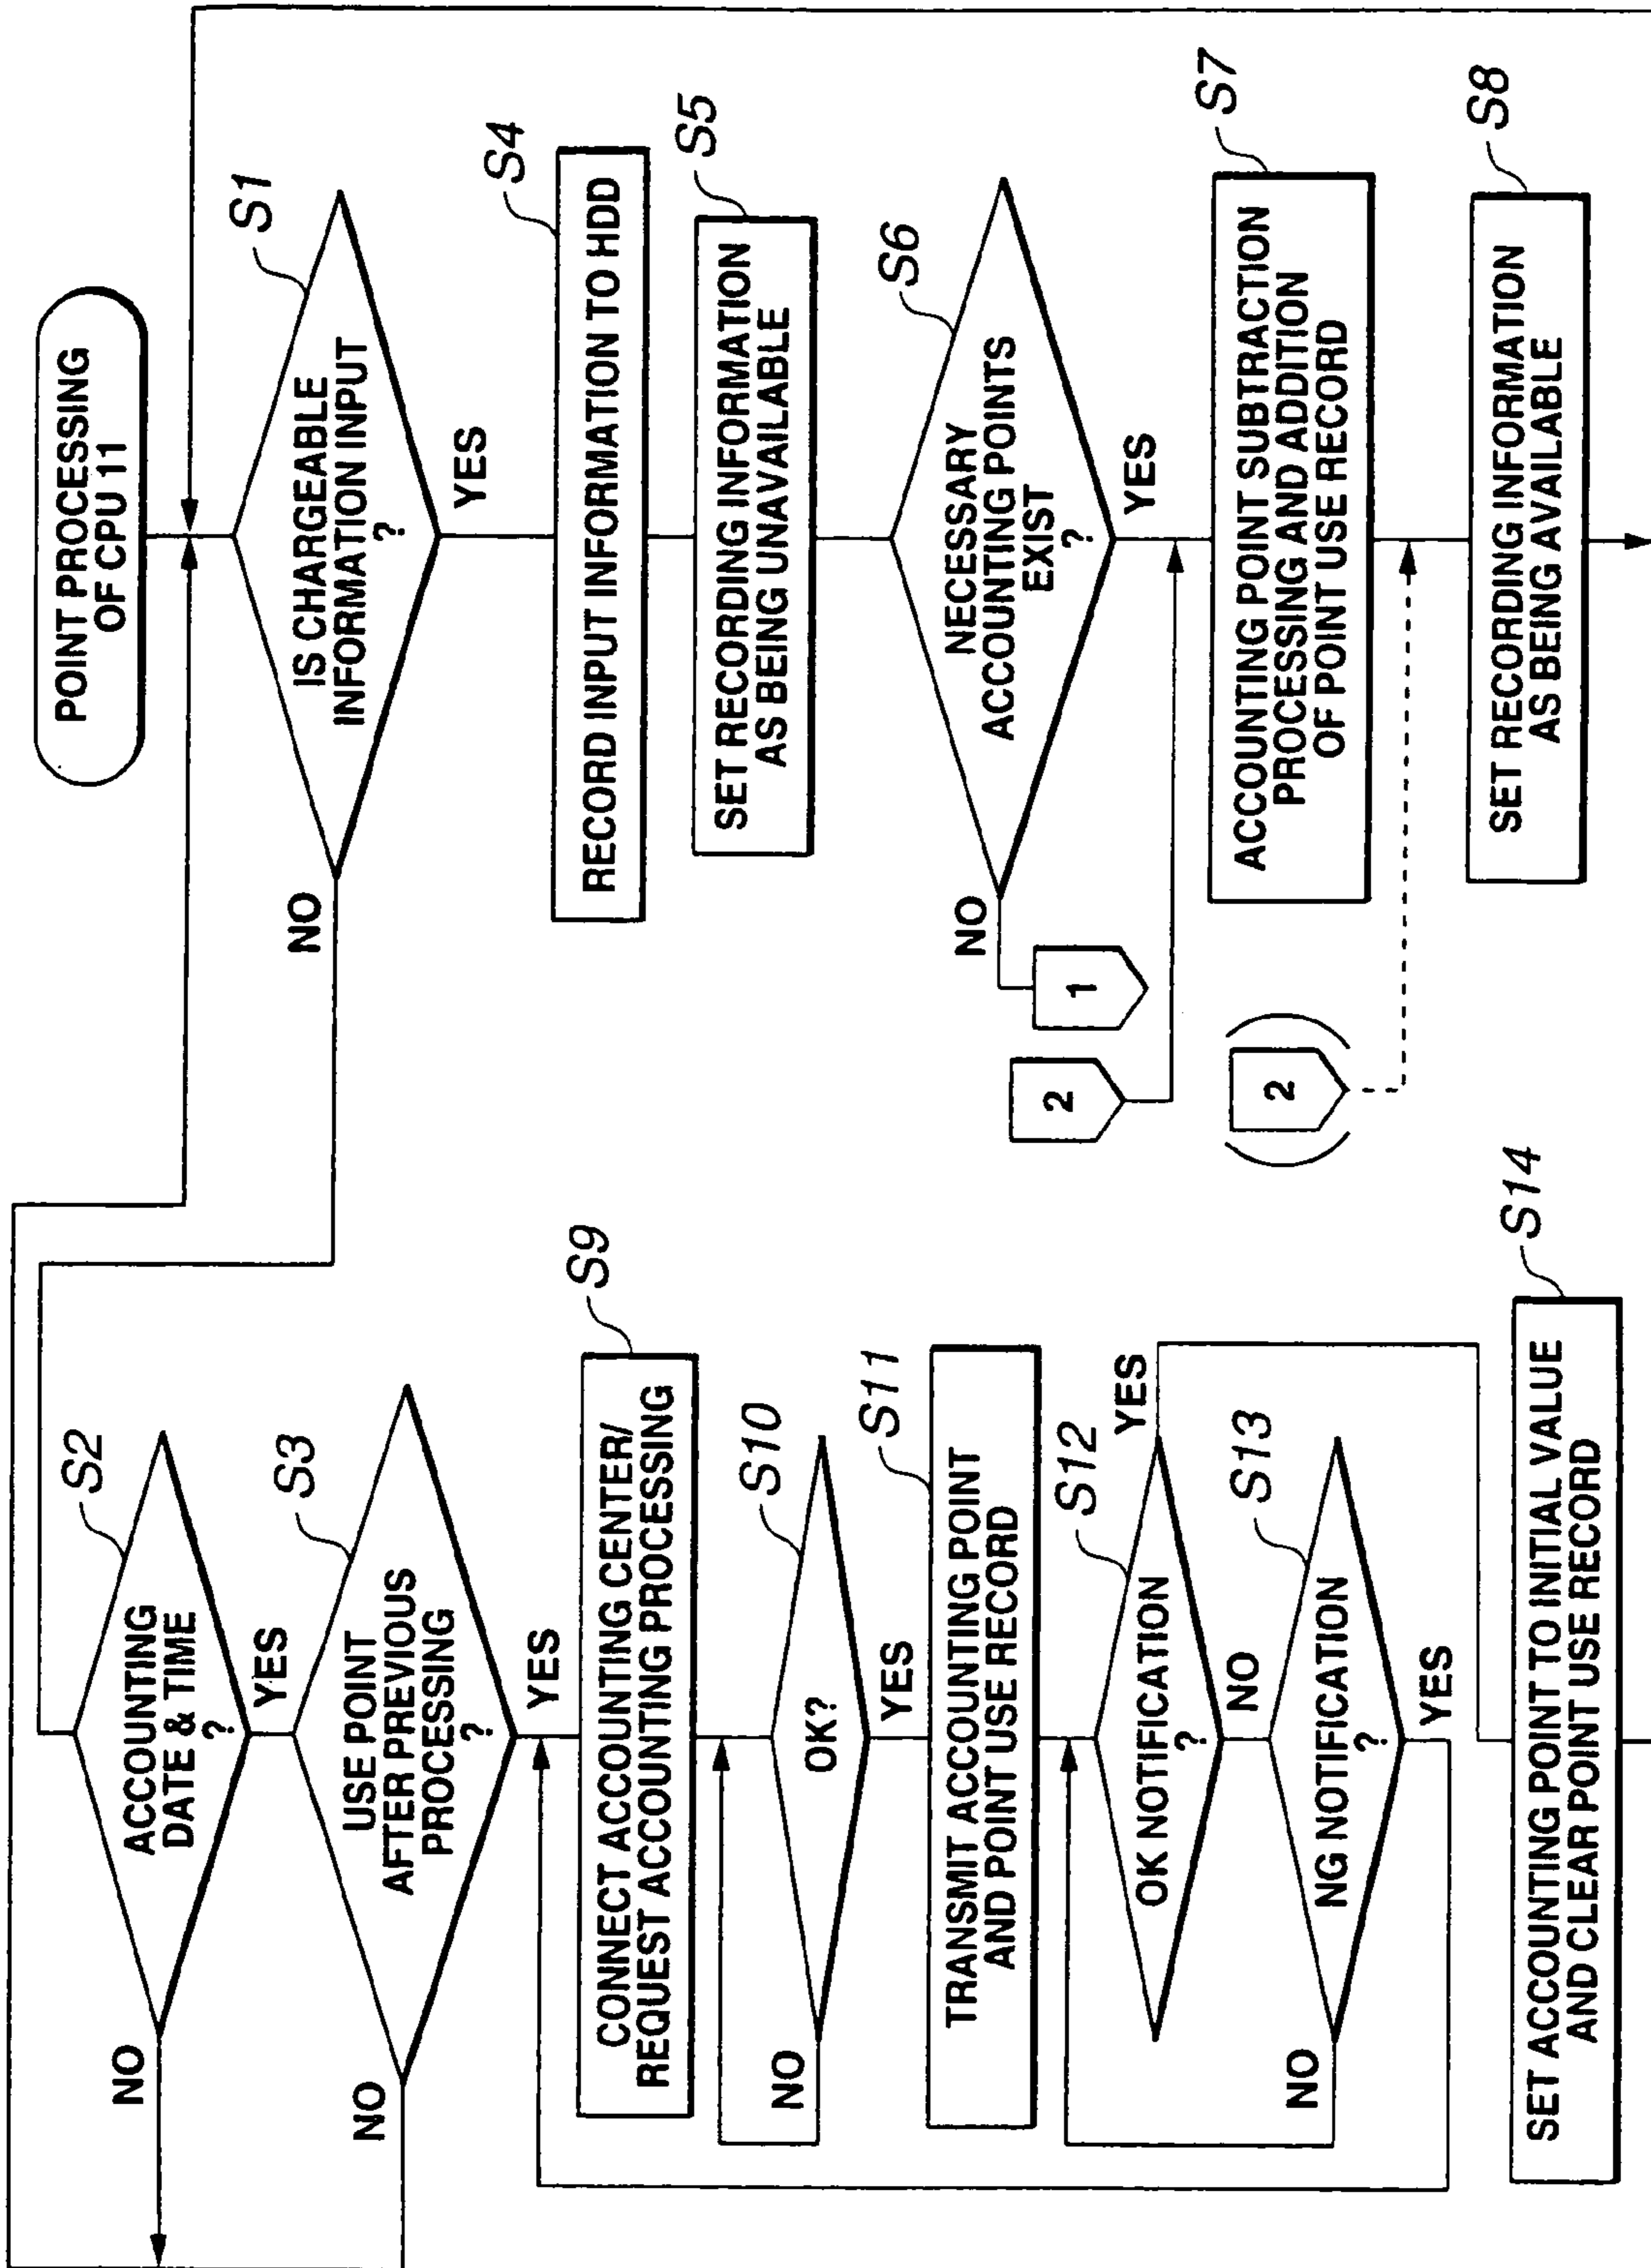 POINT PROCESSING
OF CPU 11
S1
IS CHARGEABLE
INFORMATION INPUT
?
NO
YES
S4
RECORD INPUT INFORMATION TO HDD
S5
SET RECORDING INFORMATION
AS BEING UNAVAILABLE
S6
NECESSARY
ACCOUNTING POINTS
EXIST
?
NO
YES
1
2
S7
ACCOUNTING POINT SUBTRACTION
PROCESSING AND ADDITION
OF POINT USE RECORD
2
S8
SET RECORDING INFORMATION
AS BEING AVAILABLE
S2
ACCOUNTING
DATE & TIME
?
NO
YES
S3
USE POINT
AFTER PREVIOUS
PROCESSING
?
NO
YES
S9
CONNECT ACCOUNTING CENTER/
REQUEST ACCOUNTING PROCESSING
S10
OK?
NO
YES
S11
TRANSMIT ACCOUNTING POINT
AND POINT USE RECORD
S12
OK NOTIFICATION
?
YES
NO
S13
NG NOTIFICATION
?
NO
YES
S14
SET ACCOUNTING POINT TO INITIAL VALUE
AND CLEAR POINT USE RECORD